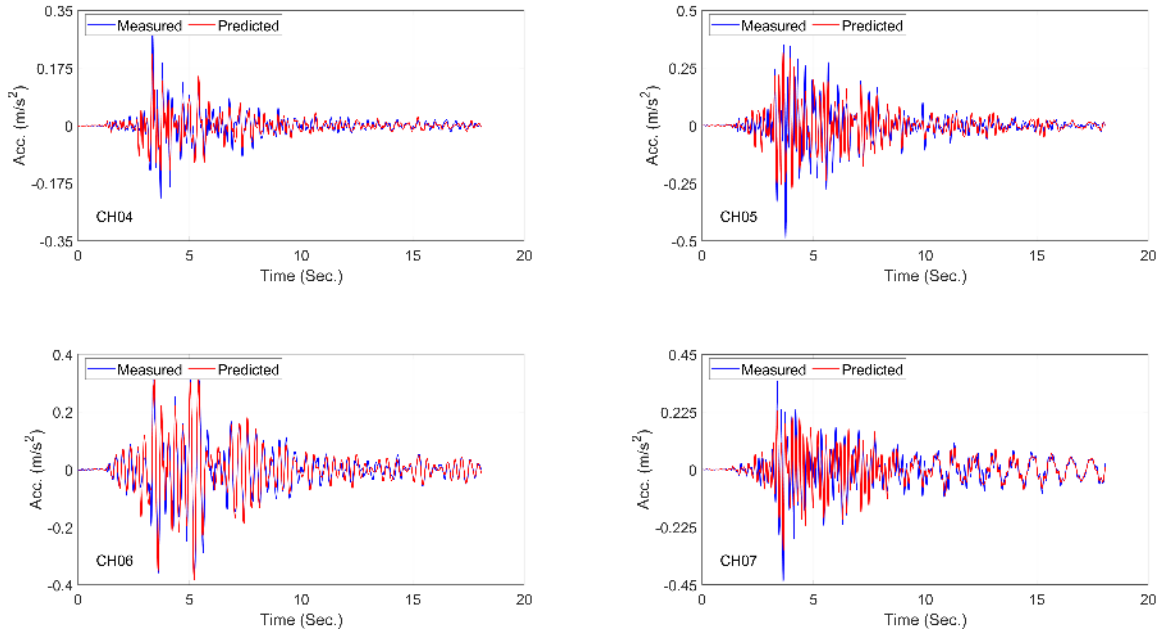 0.35
Measured Predicted
0.175
0
-0.175
-0.35
Acc. (m/s²)
CH04
0 5 10 15 20
Time (Sec.)
0.5
Measured Predicted
0.25
0
-0.25
-0.5
Acc. (m/s²)
CH05
0 5 10 15 20
Time (Sec.)
0.4
Measured Predicted
0.2
0
-0.2
-0.4
Acc. (m/s²)
CH06
0 5 10 15 20
Time (Sec.)
0.45
Measured Predicted
0.225
0
-0.225
-0.45
Acc. (m/s²)
CH07
0 5 10 15 20
Time (Sec.)